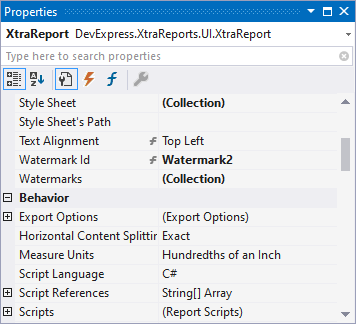 Properties
XtraReport DevExpress.XtraReports.UI.XtraReport
Type here to search properties
Style Sheet (Collection)
Style Sheet's Path
Text Alignment f Top Left
Watermark Id f Watermark2
Watermarks (Collection)
Behavior
Export Options (Export Options)
Horizontal Content Splittin Exact
Measure Units Hundredths of an Inch
Script Language C#
Script References String[] Array
Scripts (Report Scripts)